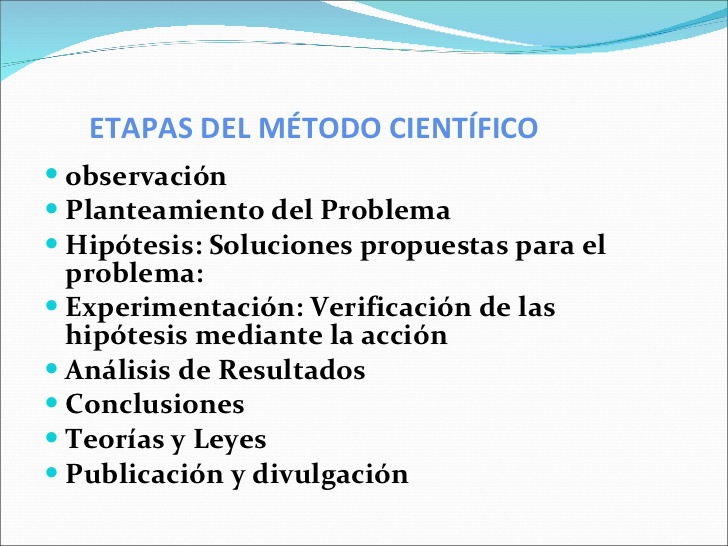 ETAPAS DEL MÉTODO CIENTÍFICO
• observación
• Planteamiento del Problema
• Hipótesis: Soluciones propuestas para el
problema:
• Experimentación: Verificación de las
hipótesis mediante la acción
• Análisis de Resultados
• Conclusiones
• Teorías y Leyes
• Publicación y divulgación